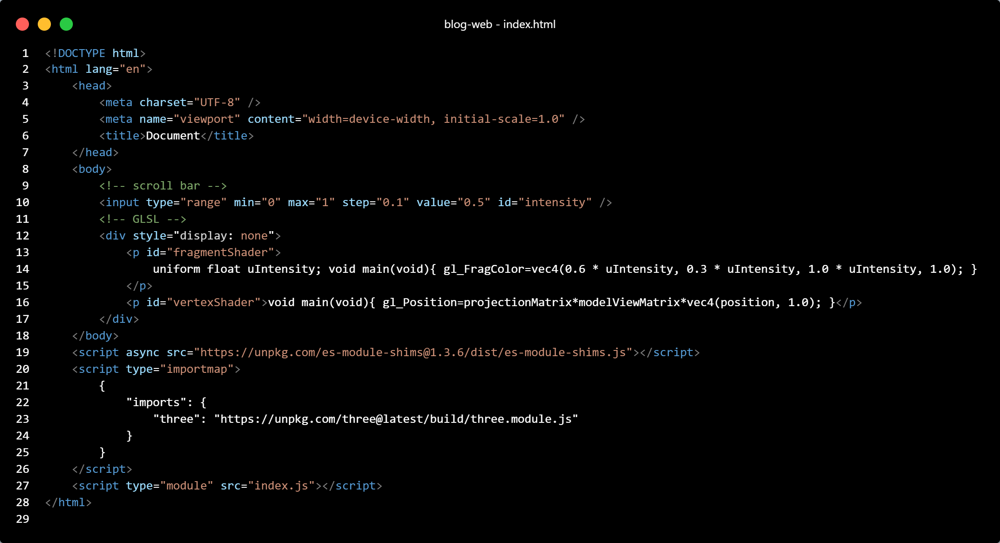 blog-web - index.html
1 <!DOCTYPE html>
2 <html lang="en">
3     <head>
4         <meta charset="UTF-8" />
5         <meta name="viewport" content="width=device-width, initial-scale=1.0" />
6         <title>Document</title>
7     </head>
8     <body>
9         <!-- scroll bar -->
10         <input type="range" min="0" max="1" step="0.1" value="0.5" id="intensity" />
11         <!-- GLSL -->
12         <div style="display: none">
13             <p id="fragmentShader">
14                 uniform float uIntensity; void main(void){ gl_FragColor=vec4(0.6 * uIntensity, 0.3 * uIntensity, 1.0 * uIntensity, 1.0); }
15             </p>
16             <p id="vertexShader">void main(void){ gl_Position=projectionMatrix*modelViewMatrix*vec4(position, 1.0); }</p>
17         </div>
18     </body>
19     <script async src="https://unpkg.com/es-module-shims@1.3.6/dist/es-module-shims.js"></script>
20     <script type="importmap">
21         {
22             "imports": {
23                 "three": "https://unpkg.com/three@latest/build/three.module.js"
24             }
25         }
26     </script>
27     <script type="module" src="index.js"></script>
28 </html>
29